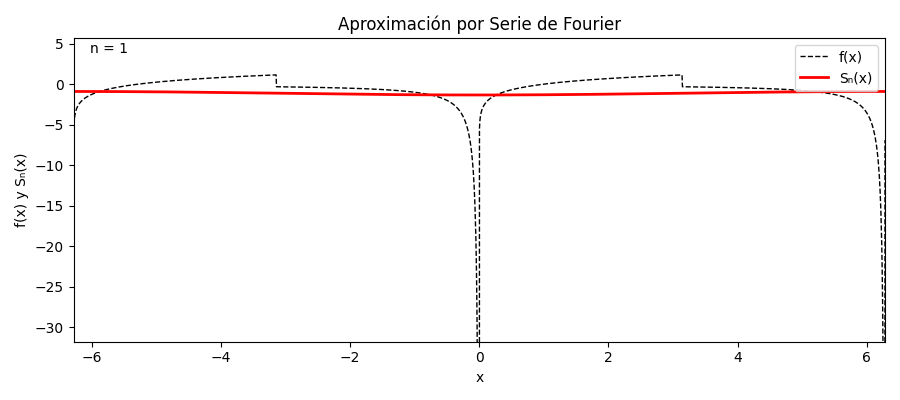 Aproximación por Serie de Fourier
n = 1
f(x)
Sₙ(x)
f(x) y Sₙ(x)
5
0
−5
−10
−15
−20
−25
−30
−6
−4
−2
0
2
4
6
x